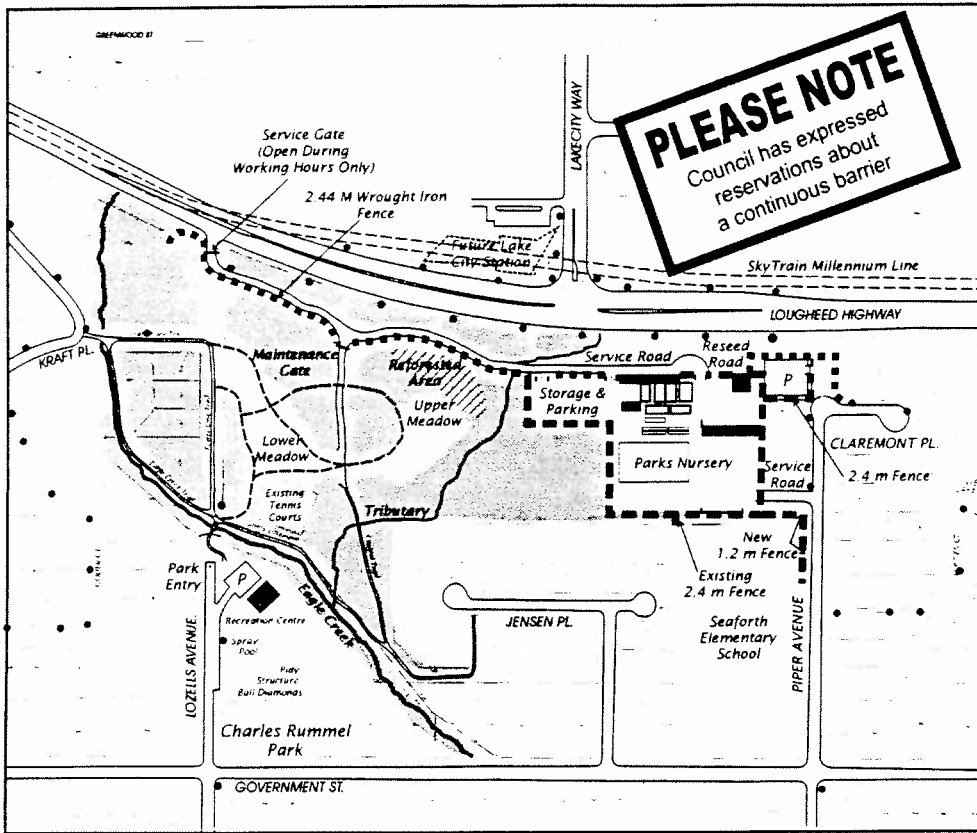 GREENWOOD ST.
PLEASE NOTE
Council has expressed
reservations about
a continuous barrier
LAKECITY WAY
Service Gate
(Open During
Working Hours Only)
2.44 M Wrought Iron
Fence
Future Lake
City Station
SkyTrain Millennium Line
LOUGHEED HIGHWAY
KRAFT PL.
Maintenance
Gate
Reforested
Area
Upper
Meadow
Service Road
Reseed
Road
P
Storage &
Parking
CLAREMONT PL.
2.4 m Fence
Lower
Meadow
Parks Nursery
Service
Road
Existing
Tennis
Courts
Tributary
New
1.2 m Fence
Existing
2.4 m Fence
Park
Entry
P
Eagle Creek
Recreation Centre
JENSEN PL.
Seaforth
Elementary
School
PIPER AVENUE
LOZELLS AVENUE
Spray
Pool
Play
Structure
Ball Diamonds
Charles Rummel
Park
GOVERNMENT ST.